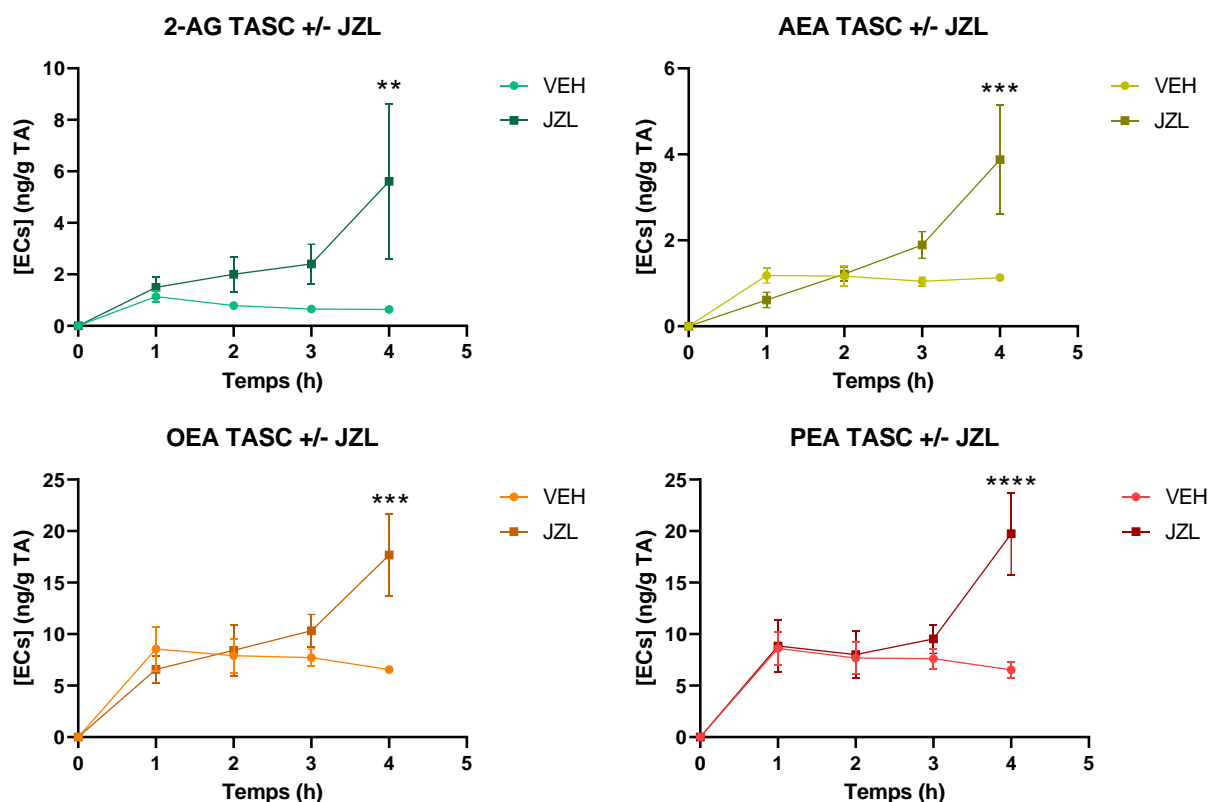 2-AG TASC +/- JZL
[ECs] (ng/g TA)
10
8
6
4
2
0
0 1 2 3 4 5
Temps (h)
**
VEH
JZL
AEA TASC +/- JZL
[ECs] (ng/g TA)
6
4
2
0
0 1 2 3 4 5
Temps (h)
***
VEH
JZL
OEA TASC +/- JZL
[ECs] (ng/g TA)
25
20
15
10
5
0
0 1 2 3 4 5
Temps (h)
***
VEH
JZL
PEA TASC +/- JZL
[ECs] (ng/g TA)
25
20
15
10
5
0
0 1 2 3 4 5
Temps (h)
****
VEH
JZL